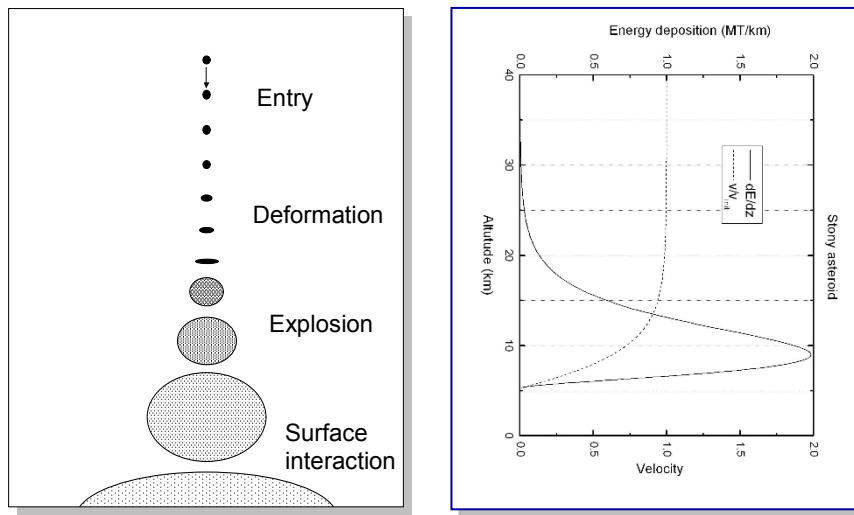 Entry
Deformation
Explosion
Surface
interaction
Energy deposition (MT/km)
0.0 0.5 1.0 1.5 2.0
40
30
20
10
0
Altutude (km)
dE/dz
v/v_init
Stony asteroid
0.0 0.5 1.0 1.5 2.0
Velocity